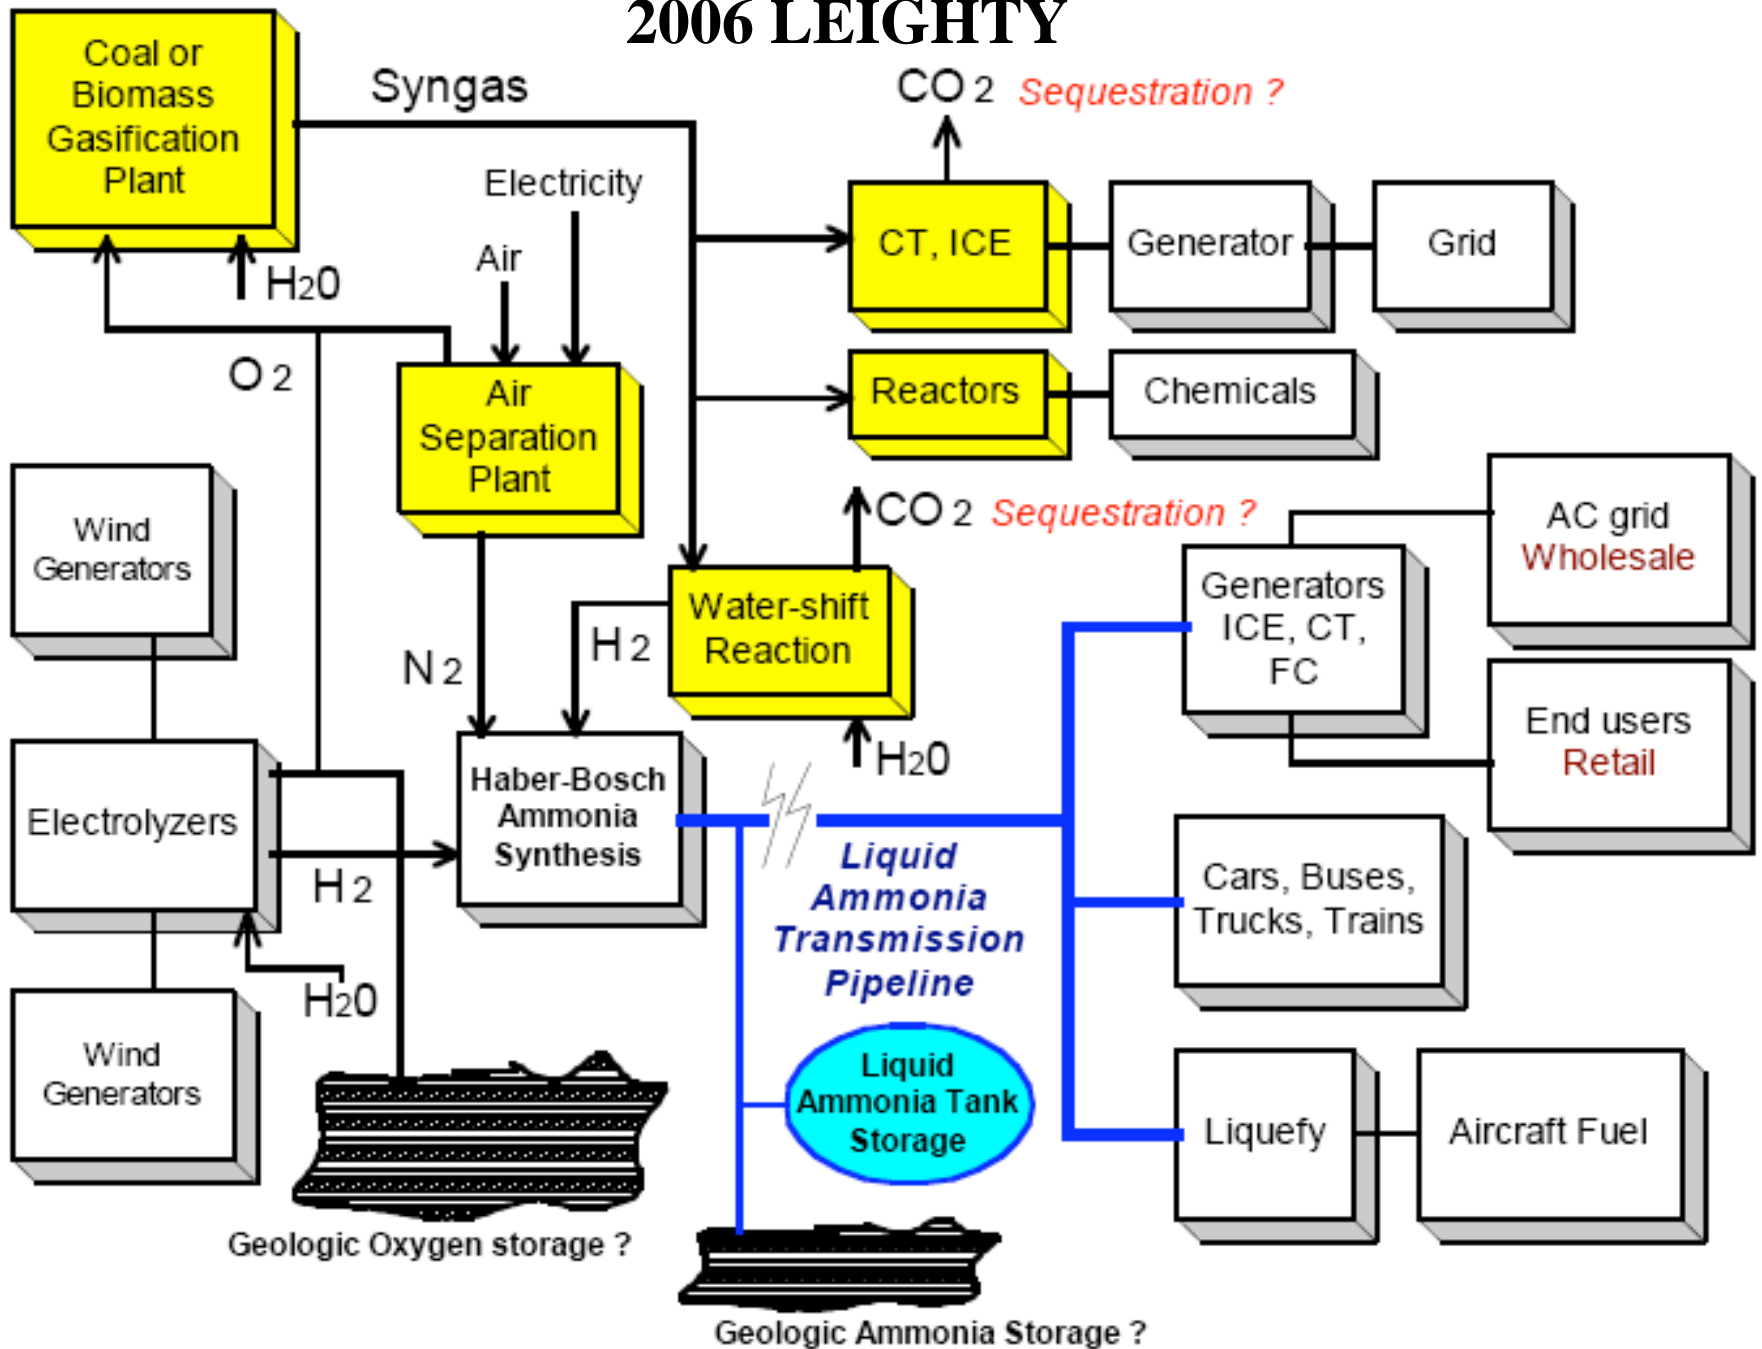 2006 LEIGHTY
Coal or
Biomass
Gasification
Plant
Syngas
CO2 Sequestration ?
Electricity
Air
CT, ICE
Generator
Grid
H20
O2
Air
Separation
Plant
Reactors
Chemicals
Wind
Generators
CO2 Sequestration ?
AC grid
Wholesale
Generators
ICE, CT,
FC
Water-shift
Reaction
N2
H2
End users
Retail
H20
Electrolyzers
Haber-Bosch
Ammonia
Synthesis
H2
Liquid
Ammonia
Transmission
Pipeline
Cars, Buses,
Trucks, Trains
H20
Wind
Generators
Liquid
Ammonia Tank
Storage
Liquefy
Aircraft Fuel
Geologic Oxygen storage ?
Geologic Ammonia Storage ?